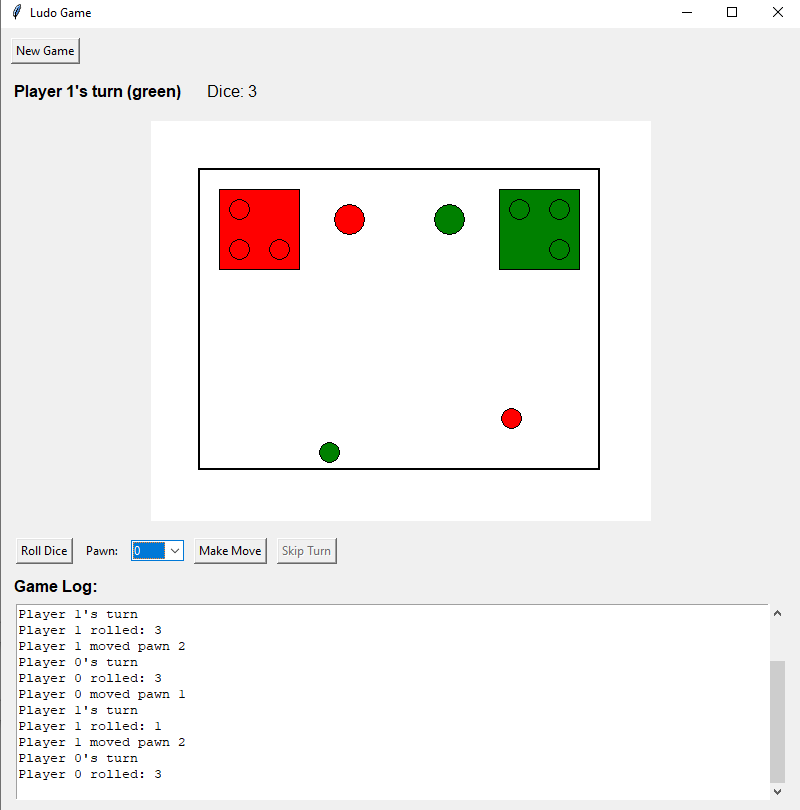 Ludo Game
New Game
Player 1's turn (green) Dice: 3
Roll Dice Pawn: 0 Make Move Skip Turn
Game Log:
Player 1's turn
Player 1 rolled: 3
Player 1 moved pawn 2
Player 0's turn
Player 0 rolled: 3
Player 0 moved pawn 1
Player 1's turn
Player 1 rolled: 1
Player 1 moved pawn 2
Player 0's turn
Player 0 rolled: 3